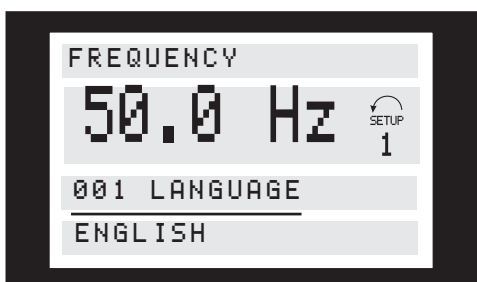 FREQUENCY
50.0 Hz
SETUP
1
001 LANGUAGE
ENGLISH